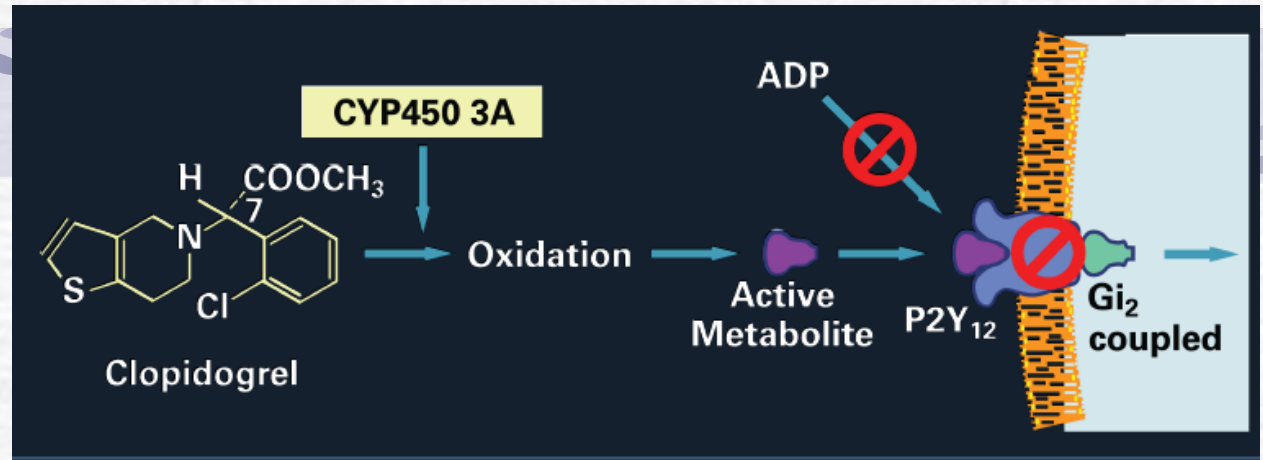 CYP450 3A
ADP
H
COOCH₃
7
N
S
Cl
Clopidogrel
Oxidation
Active
Metabolite
P2Y₁₂
Gi₂
coupled